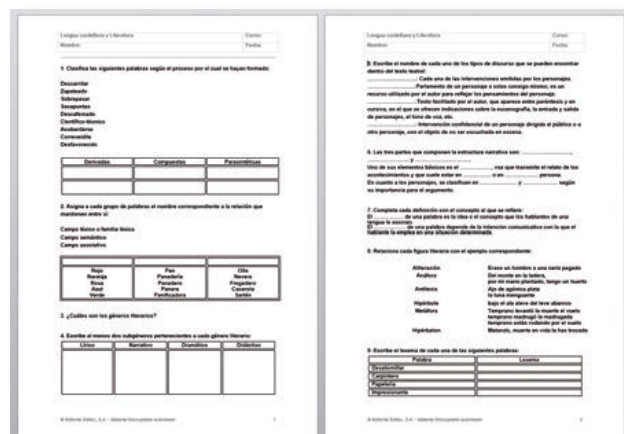 Lengua castellana y Literatura Curso:
Nombre: Fecha:
1. Clasifica las siguientes palabras según el proceso por el cual se hayan formado:
Descarrilar
Zapateado
Sobrepasar
Sacapuntas
Descafeinado
Científico-técnico
Acobardarse
Correveidile
Desfavorecido
Derivadas Compuestas Parasintéticas
2. Asigna a cada grupo de palabras el nombre correspondiente a la relación que
mantienen entre sí:
Campo léxico o familia léxica
Campo semántico
Campo asociativo
Rojo Pan Olla
Naranja Panadería Nevera
Rosa Panadero Fregadero
Azul Panera Cazuela
Verde Panificadora Sartén
3. ¿Cuáles son los géneros literarios?
4. Escribe al menos dos subgéneros pertenecientes a cada género literario:
Lírico Narrativo Dramático Didáctico
© Editorial Editex, S.A. - Material fotocopiable autorizado 1
Lengua castellana y Literatura Curso:
Nombre: Fecha:
5. Escribe el nombre de cada uno de los tipos de discurso que se pueden encontrar
dentro del texto teatral:
........................: Cada una de las intervenciones emitidas por los personajes.
........................:Parlamento de un personaje a solas consigo mismo, es un
recurso utilizado por el autor para reflejar los pensamientos del personaje.
........................:Texto facilitado por el autor, que aparece entre paréntesis y en
cursiva, en el que se ofrecen indicaciones sobre la escenografía, la entrada y salida
de personajes, el tono de voz, etc.
........................: Intervención confidencial de un personaje dirigida al público o a
otro personaje, con el objeto de no ser escuchada en escena.
6. Las tres partes que componen la estructura narrativa son: ........................,
........................ y ........................
Uno de sus elementos básicos es el ................, voz que transmite el relato de los
acontecimientos y que suele estar en .............. o en .............. persona.
En cuanto a los personajes, se clasifican en .................... y .................... según
su importancia para el argumento.
7. Completa cada definición con el concepto al que se refiere:
El .................... de una palabra es la idea o el concepto que los hablantes de una
lengua le asocian.
El .................... de una palabra depende de la intención comunicativa con la que el
hablante la emplea en una situación determinada.
8. Relaciona cada figura literaria con el ejemplo correspondiente:
Aliteración Érase un hombre a una nariz pegado
Anáfora Del monte en la ladera,
por mi mano plantado, tengo un huerto
Antítesis Ajo de agónica plata
la luna menguante
Hipérbole bajo el ala aleve del leve abanico
Metáfora Temprano levantó la muerte el vuelo
temprano madrugó la madrugada
temprano estás rodando por el suelo
Hipérbaton Matando, muerte en vida la has trocado
9. Escribe el lexema de cada una de las siguientes palabras:
Palabra Lexema
Desatornillar
Carpintero
Papelería
Impresionante
© Editorial Editex, S.A. - Material fotocopiable autorizado 2